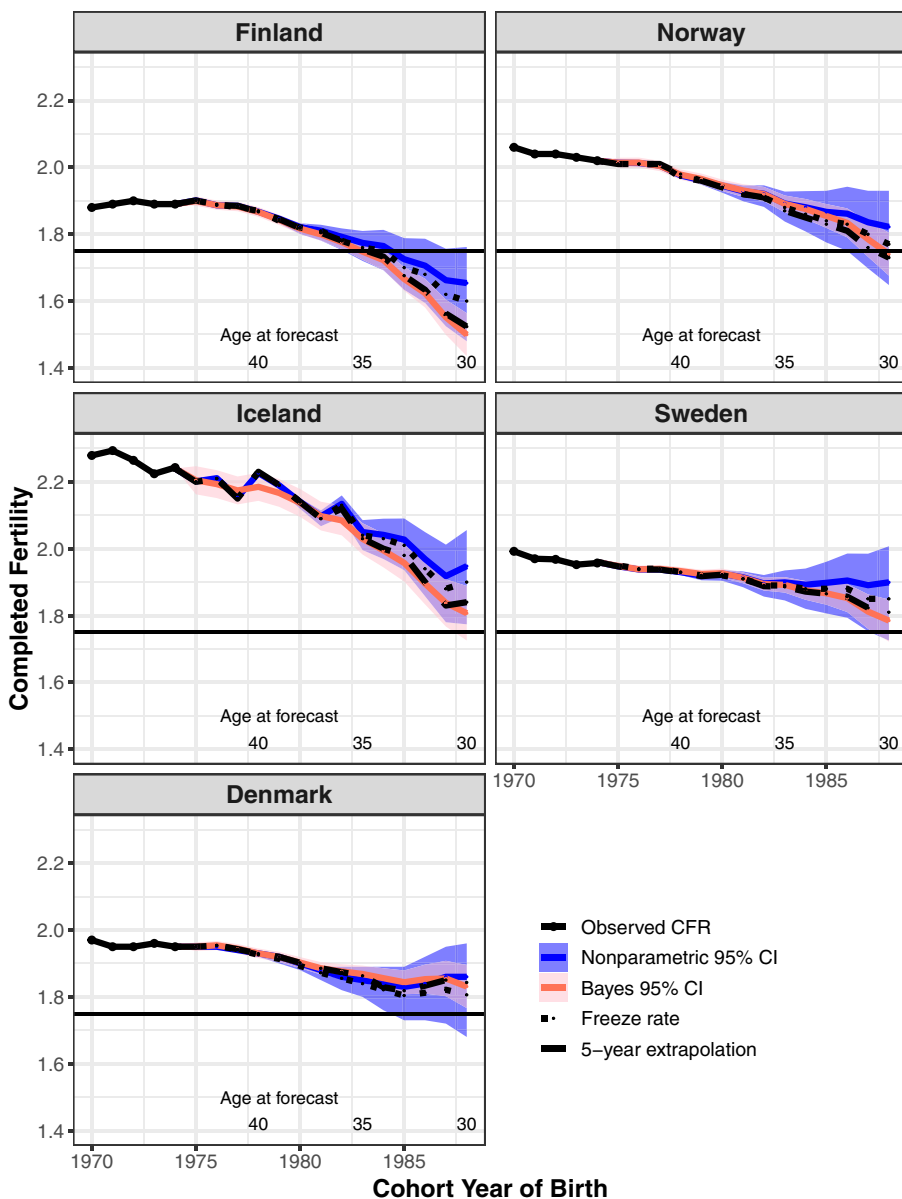 Finland
Norway
2.2
2.0
1.8
1.6
1.4
Age at forecast
40
35
30
Age at forecast
40
35
30
Iceland
Sweden
Completed Fertility
2.2
2.0
1.8
1.6
1.4
Age at forecast
40
35
30
Age at forecast
40
35
30
1970
1975
1980
1985
Denmark
2.2
2.0
1.8
1.6
1.4
Age at forecast
40
35
30
1970
1975
1980
1985
Observed CFR
Nonparametric 95% CI
Bayes 95% CI
Freeze rate
5−year extrapolation
Cohort Year of Birth